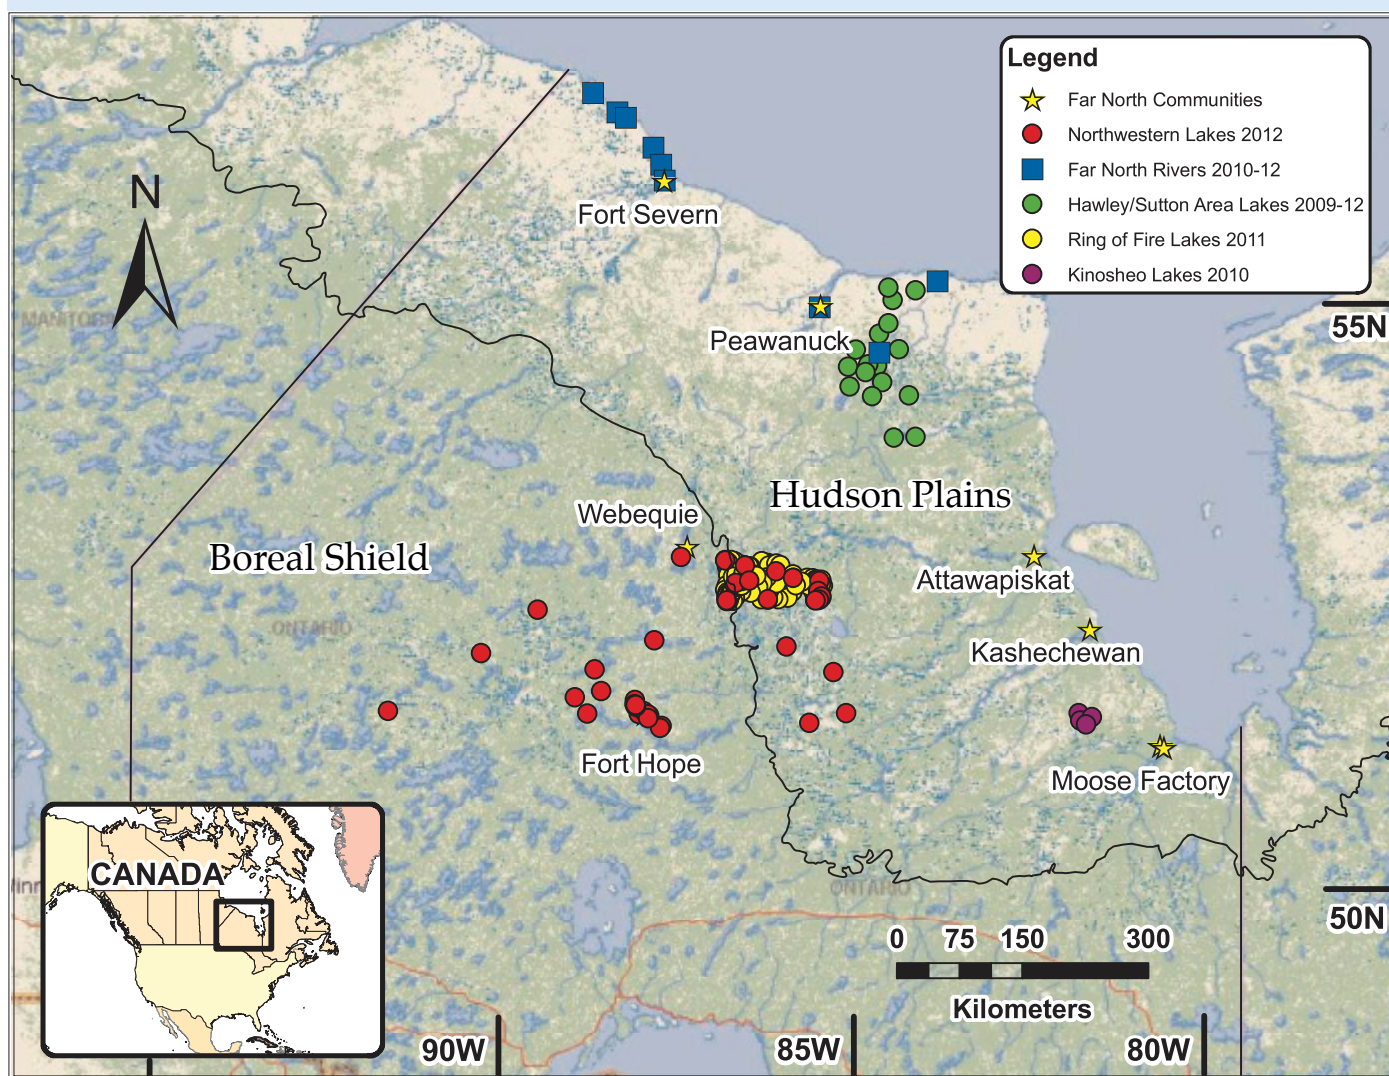 Legend
Far North Communities
Northwestern Lakes 2012
Far North Rivers 2010-12
Hawley/Sutton Area Lakes 2009-12
Ring of Fire Lakes 2011
Kinosheo Lakes 2010
N
Fort Severn
55N
MANITOBA
Peawanuck
Hudson Plains
Webequie
Boreal Shield
Attawapiskat
ONTARIO
Kashechewan
Fort Hope
Moose Factory
CANADA
ONTARIO
50N
0 75 150 300
Kilometers
90W
85W
80W